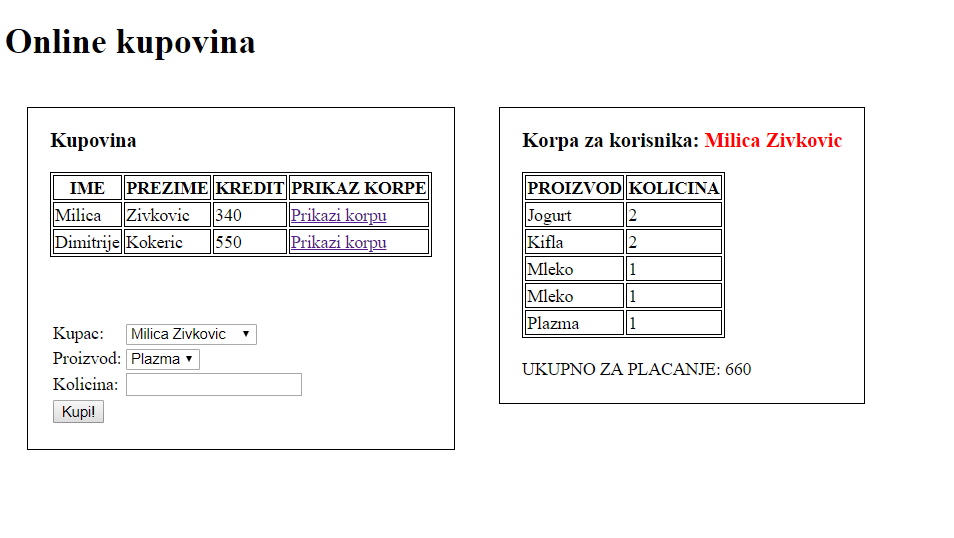 Online kupovina
Kupovina
IME PREZIME KREDIT PRIKAZ KORPE
Milica Zivkovic 340 Prikazi korpu
Dimitrije Kokeric 550 Prikazi korpu
Kupac: Milica Zivkovic
Proizvod: Plazma
Kolicina:
Kupi!
Korpa za korisnika: Milica Zivkovic
PROIZVOD KOLICINA
Jogurt 2
Kifla 2
Mleko 1
Mleko 1
Plazma 1
UKUPNO ZA PLACANJE: 660